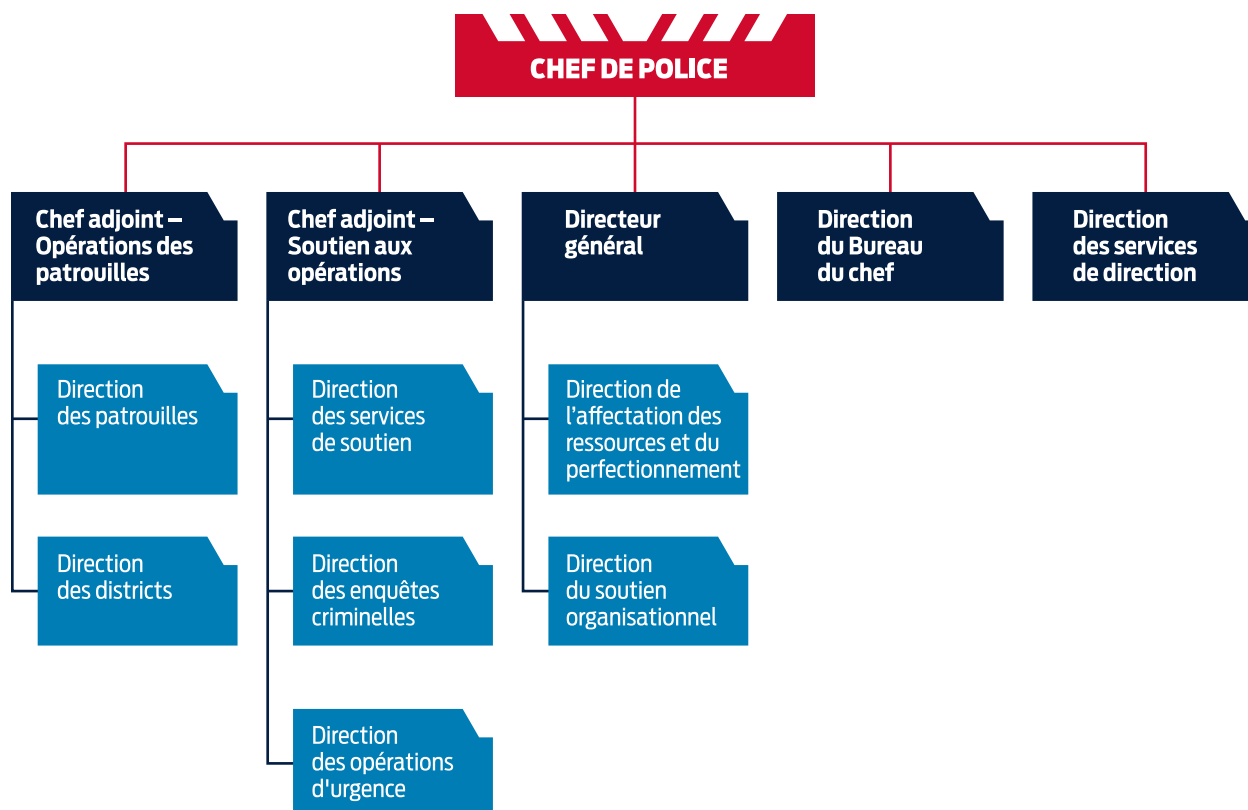 CHEF DE POLICE
Chef adjoint –
Opérations des
patrouilles
Direction
des patrouilles
Direction
des districts
Chef adjoint –
Soutien aux
opérations
Direction
des services
de soutien
Direction
des enquêtes
criminelles
Direction
des opérations
d'urgence
Directeur
général
Direction de
l’affectation des
ressources et du
perfectionnement
Direction
du soutien
organisationnel
Direction
du Bureau
du chef
Direction
des services
de direction